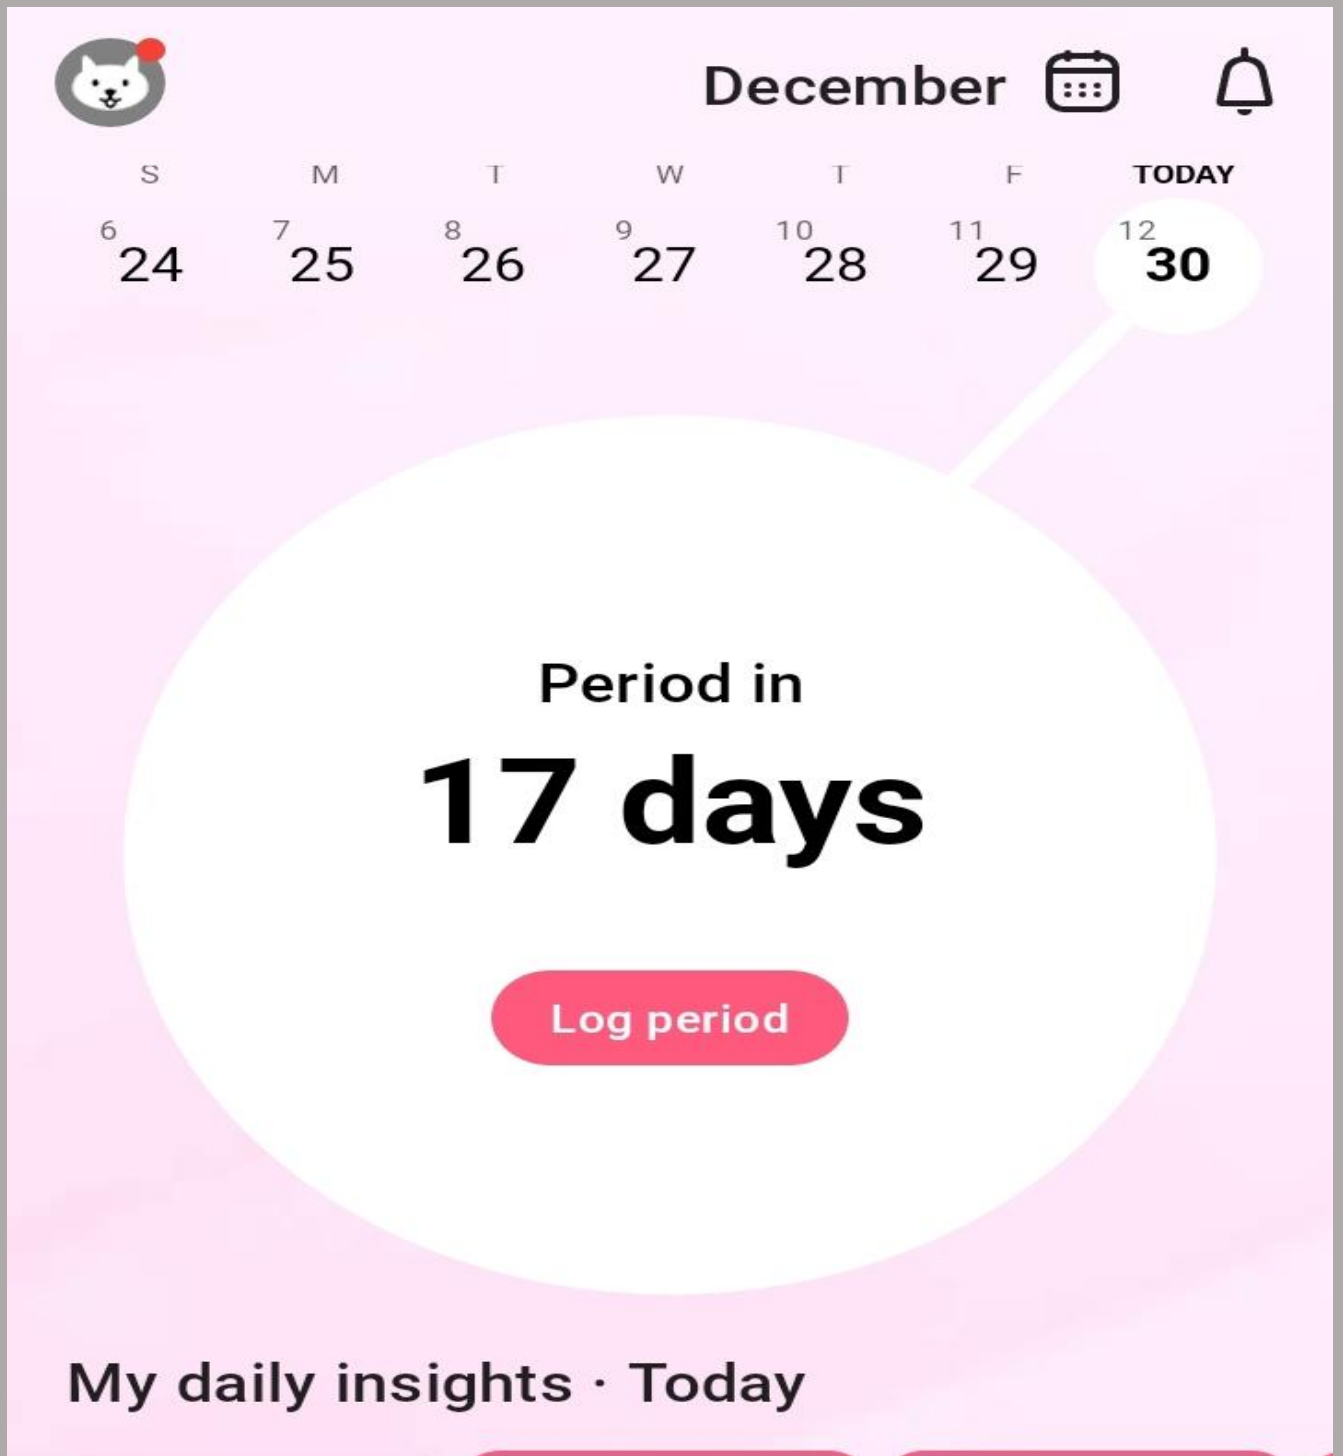 December
S M T W T F TODAY
6 7 8 9 10 11 12
24 25 26 27 28 29 30
Period in
17 days
Log period
My daily insights · Today